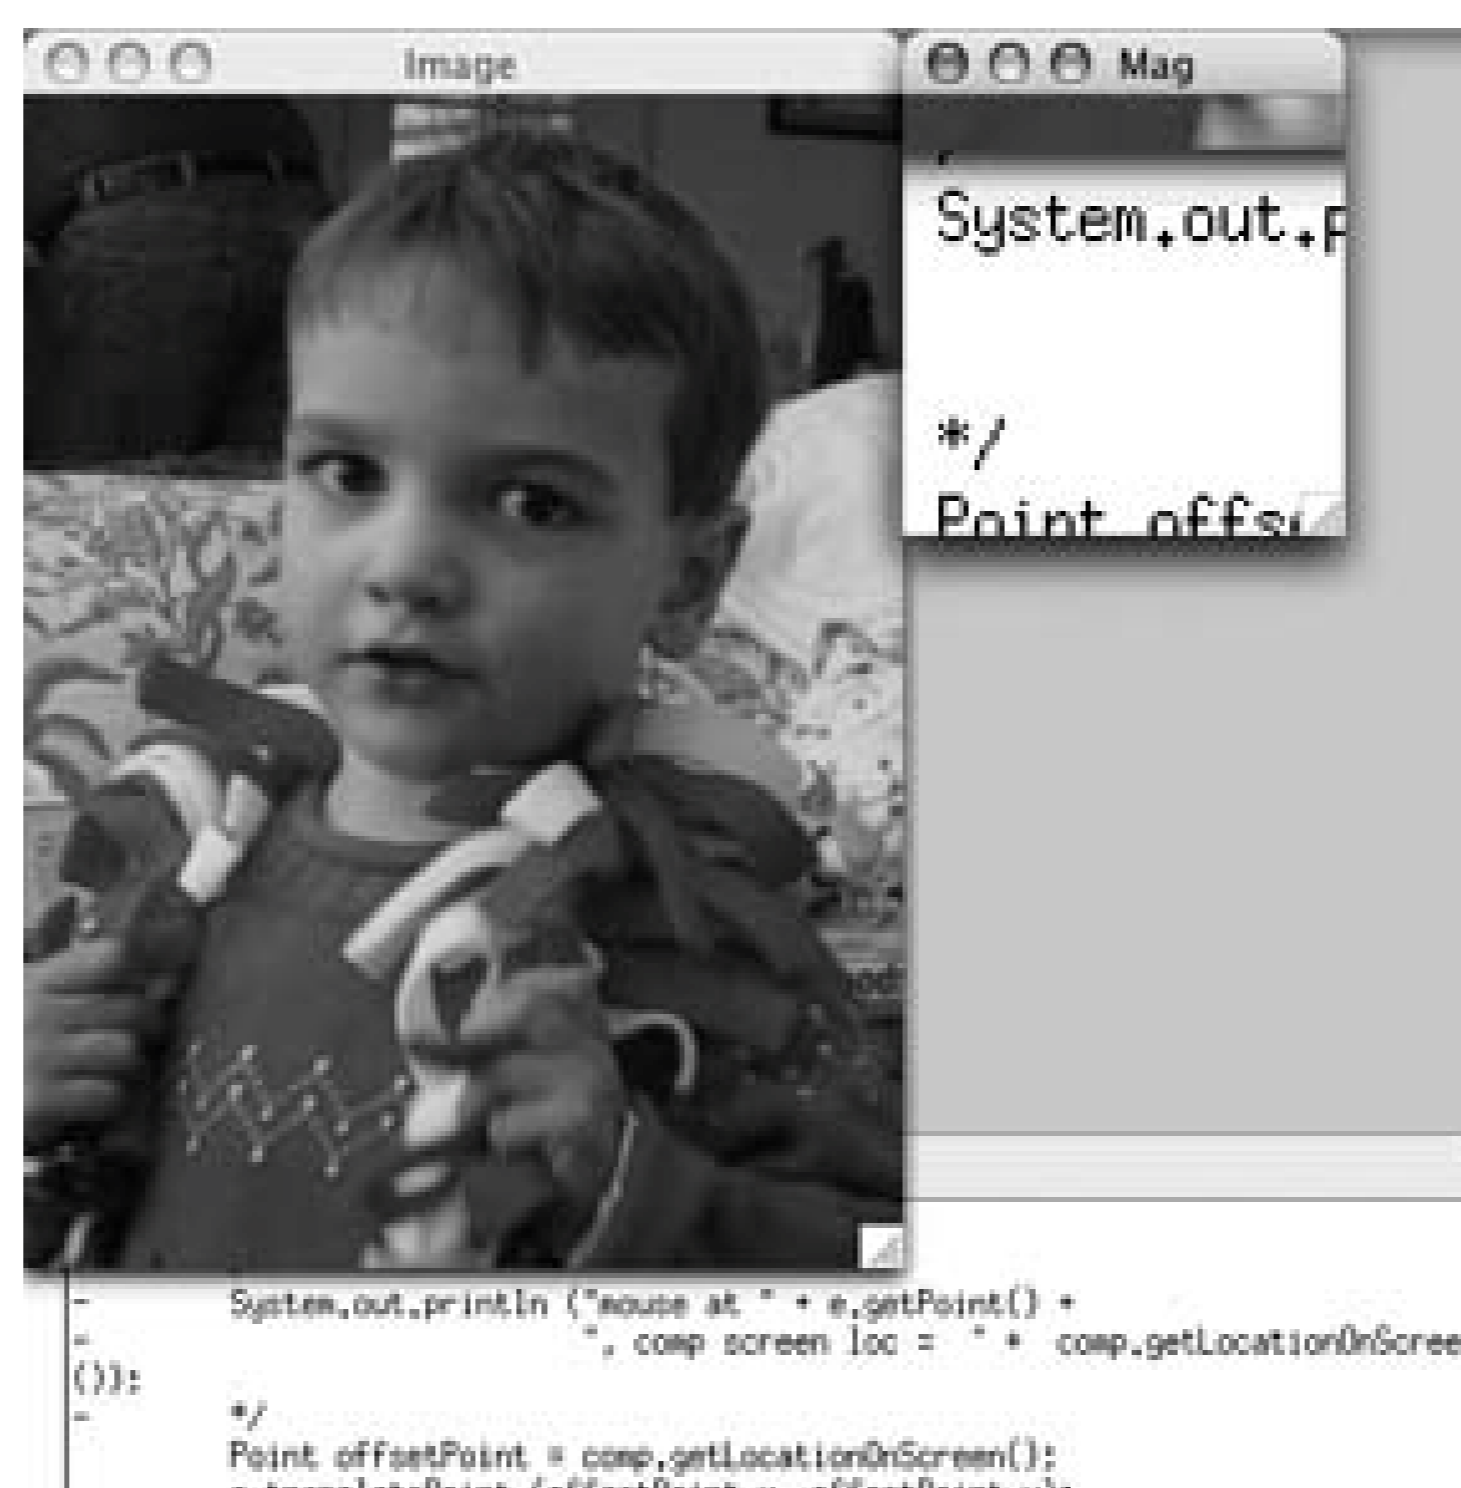 Image
Mag
System.out.p
*/
Point offs
- System.out.println ("mouse at " + e.getPoint() +
- ", comp screen loc = " + comp.getLocationOnScree
());
- */
Point offsetPoint = comp.getLocationOnScreen();